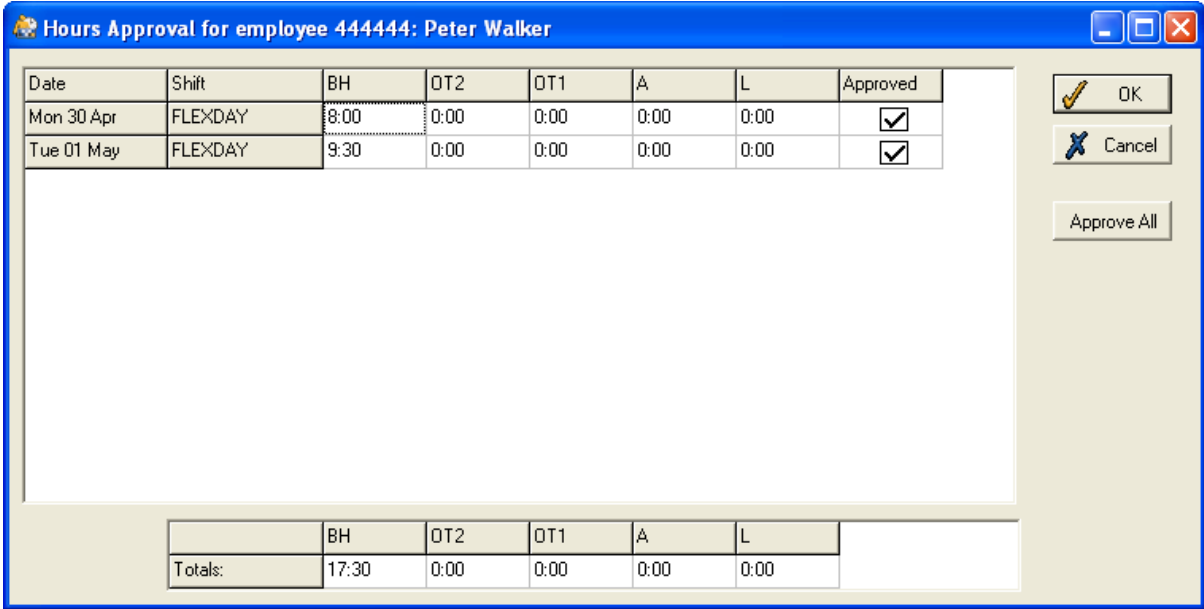 Hours Approval for employee 444444: Peter Walker
Date Shift BH OT2 OT1 A L Approved
Mon 30 Apr FLEXDAY 8:00 0:00 0:00 0:00 0:00
Tue 01 May FLEXDAY 9:30 0:00 0:00 0:00 0:00
OK
Cancel
Approve All
BH OT2 OT1 A L
Totals: 17:30 0:00 0:00 0:00 0:00